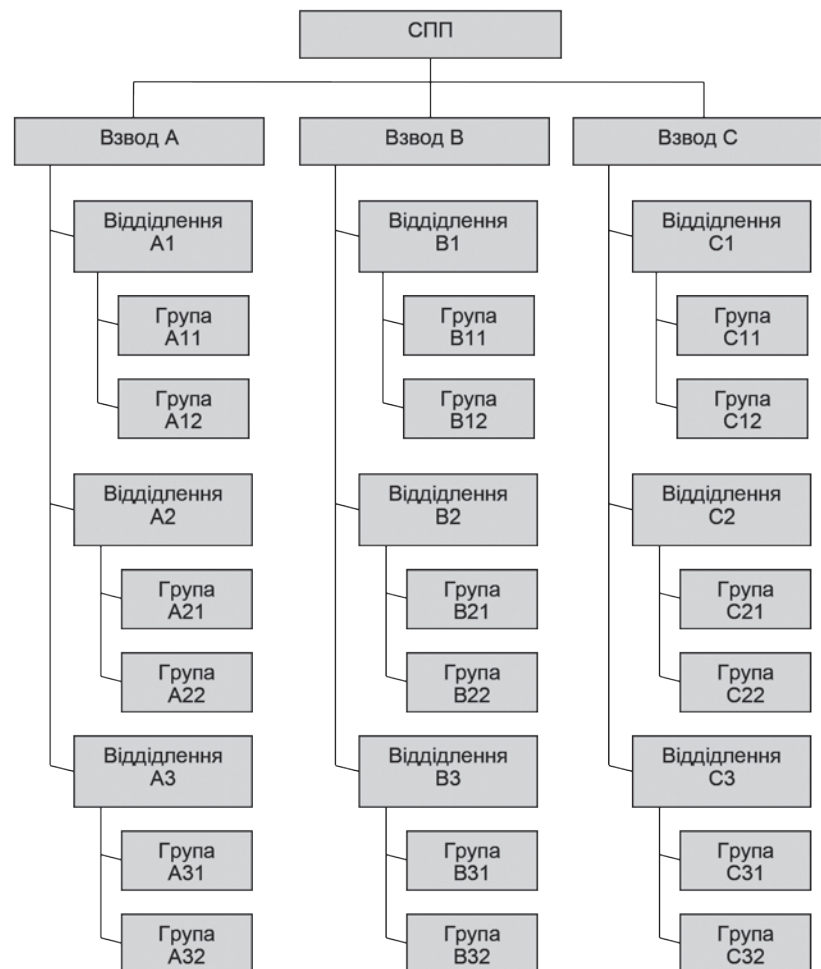 СПП
Взвод А
Взвод В
Взвод С
Віддідлення
А1
Віддідлення
В1
Віддідлення
С1
Група
А11
Група
В11
Група
С11
Група
А12
Група
В12
Група
С12
Віддідлення
А2
Віддідлення
В2
Віддідлення
С2
Група
А21
Група
В21
Група
С21
Група
А22
Група
В22
Група
С22
Віддідлення
А3
Віддідлення
В3
Віддідлення
С3
Група
А31
Група
В31
Група
С31
Група
А32
Група
В32
Група
С32